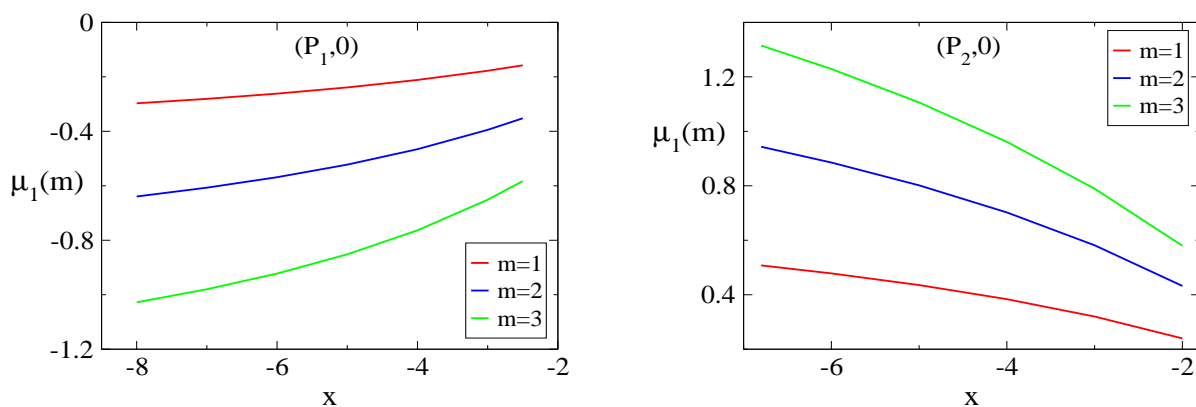 0
-0.4
-0.8
-1.2
μ₁(m)
(P₁,0)
m=1
m=2
m=3
-8
-6
-4
-2
x
1.2
0.8
0.4
μ₁(m)
(P₂,0)
m=1
m=2
m=3
-6
-4
-2
x